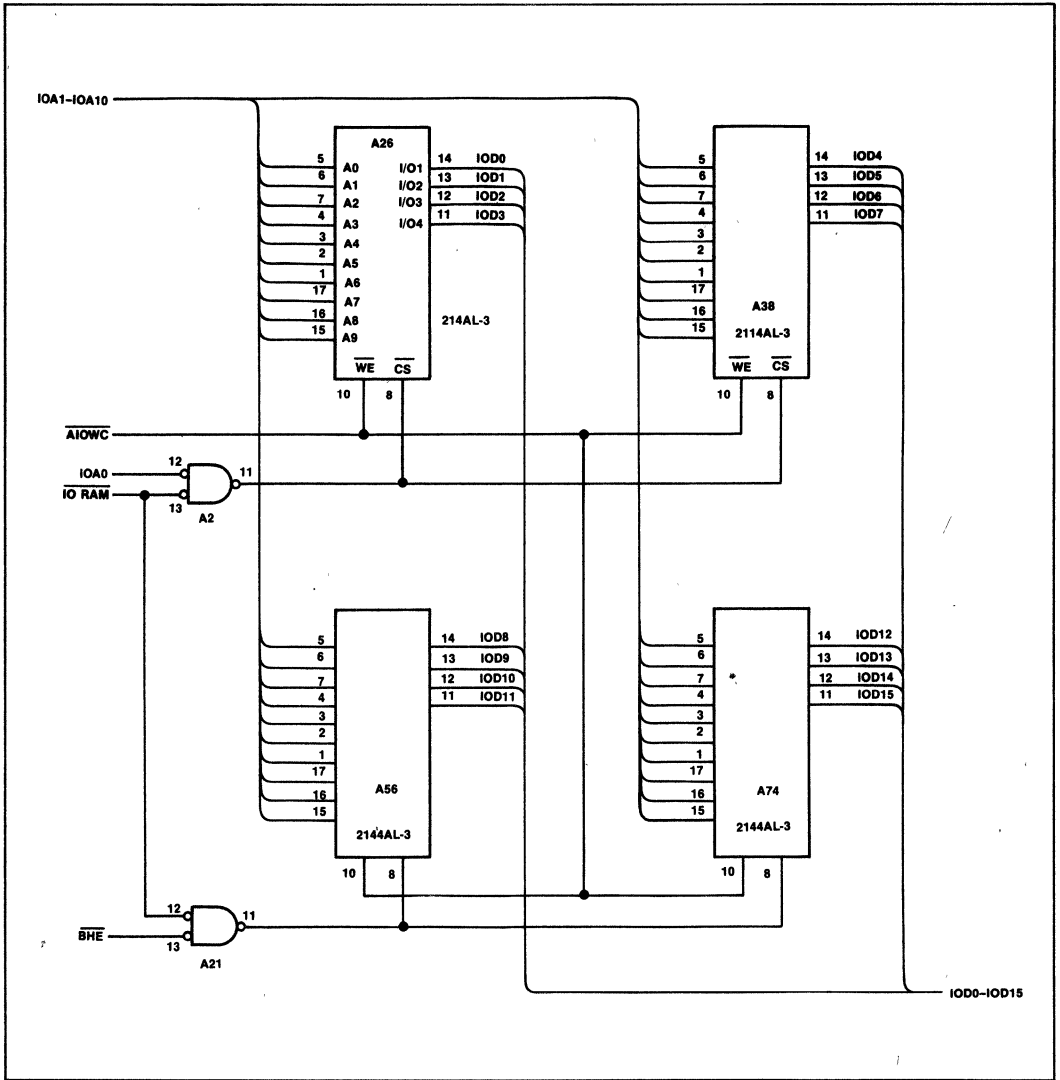 IOA1–IOA10
A26
5 A0 I/O1 14 IOD0
6 A1 I/O2 13 IOD1
7 A2 I/O3 12 IOD2
4 A3 I/O4 11 IOD3
3 A4
2 A5
1 A6
17 A7
16 A8
15 A9
214AL-3
WE CS
10 8
5 14 IOD4
6 13 IOD5
7 12 IOD6
4 11 IOD7
3
2
1
17
16
15
A38
2114AL-3
WE CS
10 8
AIOWC
IOA0 12 11
IO RAM 13
A2
5 14 IOD8
6 13 IOD9
7 12 IOD10
4 11 IOD11
3
2
1
17
16
15
A56
2144AL-3
10 8
5 14 IOD12
6 13 IOD13
7 12 IOD14
4 11 IOD15
3
2
1
17
16
15
A74
2144AL-3
10 8
12 11
BHE 13
A21
IOD0–IOD15